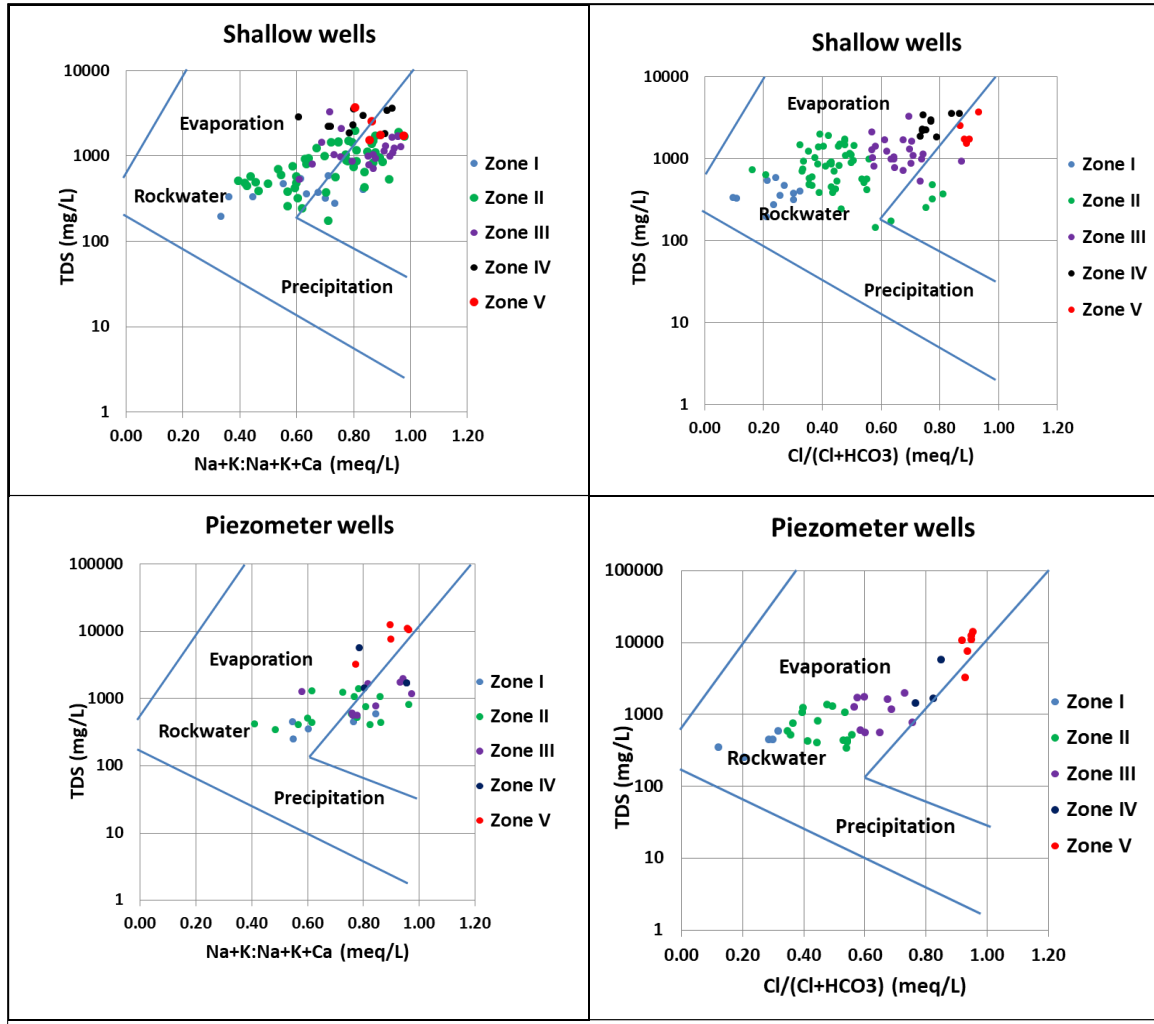 Shallow wells
10000
1000
100
10
1
TDS (mg/L)
Evaporation
Rockwater
Precipitation
0.00 0.20 0.40 0.60 0.80 1.00 1.20
Na+K:Na+K+Ca (meq/L)
Zone I
Zone II
Zone III
Zone IV
Zone V
Shallow wells
10000
1000
100
10
1
TDS (mg/L)
Evaporation
Rockwater
Precipitation
0.00 0.20 0.40 0.60 0.80 1.00 1.20
Cl/(Cl+HCO3) (meq/L)
Zone I
Zone II
Zone III
Zone IV
Zone V
Piezometer wells
100000
10000
1000
100
10
1
TDS (mg/L)
Evaporation
Rockwater
Precipitation
0.00 0.20 0.40 0.60 0.80 1.00 1.20
Na+K:Na+K+Ca (meq/L)
Zone I
Zone II
Zone III
Zone IV
Zone V
Piezometer wells
100000
10000
1000
100
10
1
TDS (mg/L)
Evaporation
Rockwater
Precipitation
0.00 0.20 0.40 0.60 0.80 1.00 1.20
Cl/(Cl+HCO3) (meq/L)
Zone I
Zone II
Zone III
Zone IV
Zone V